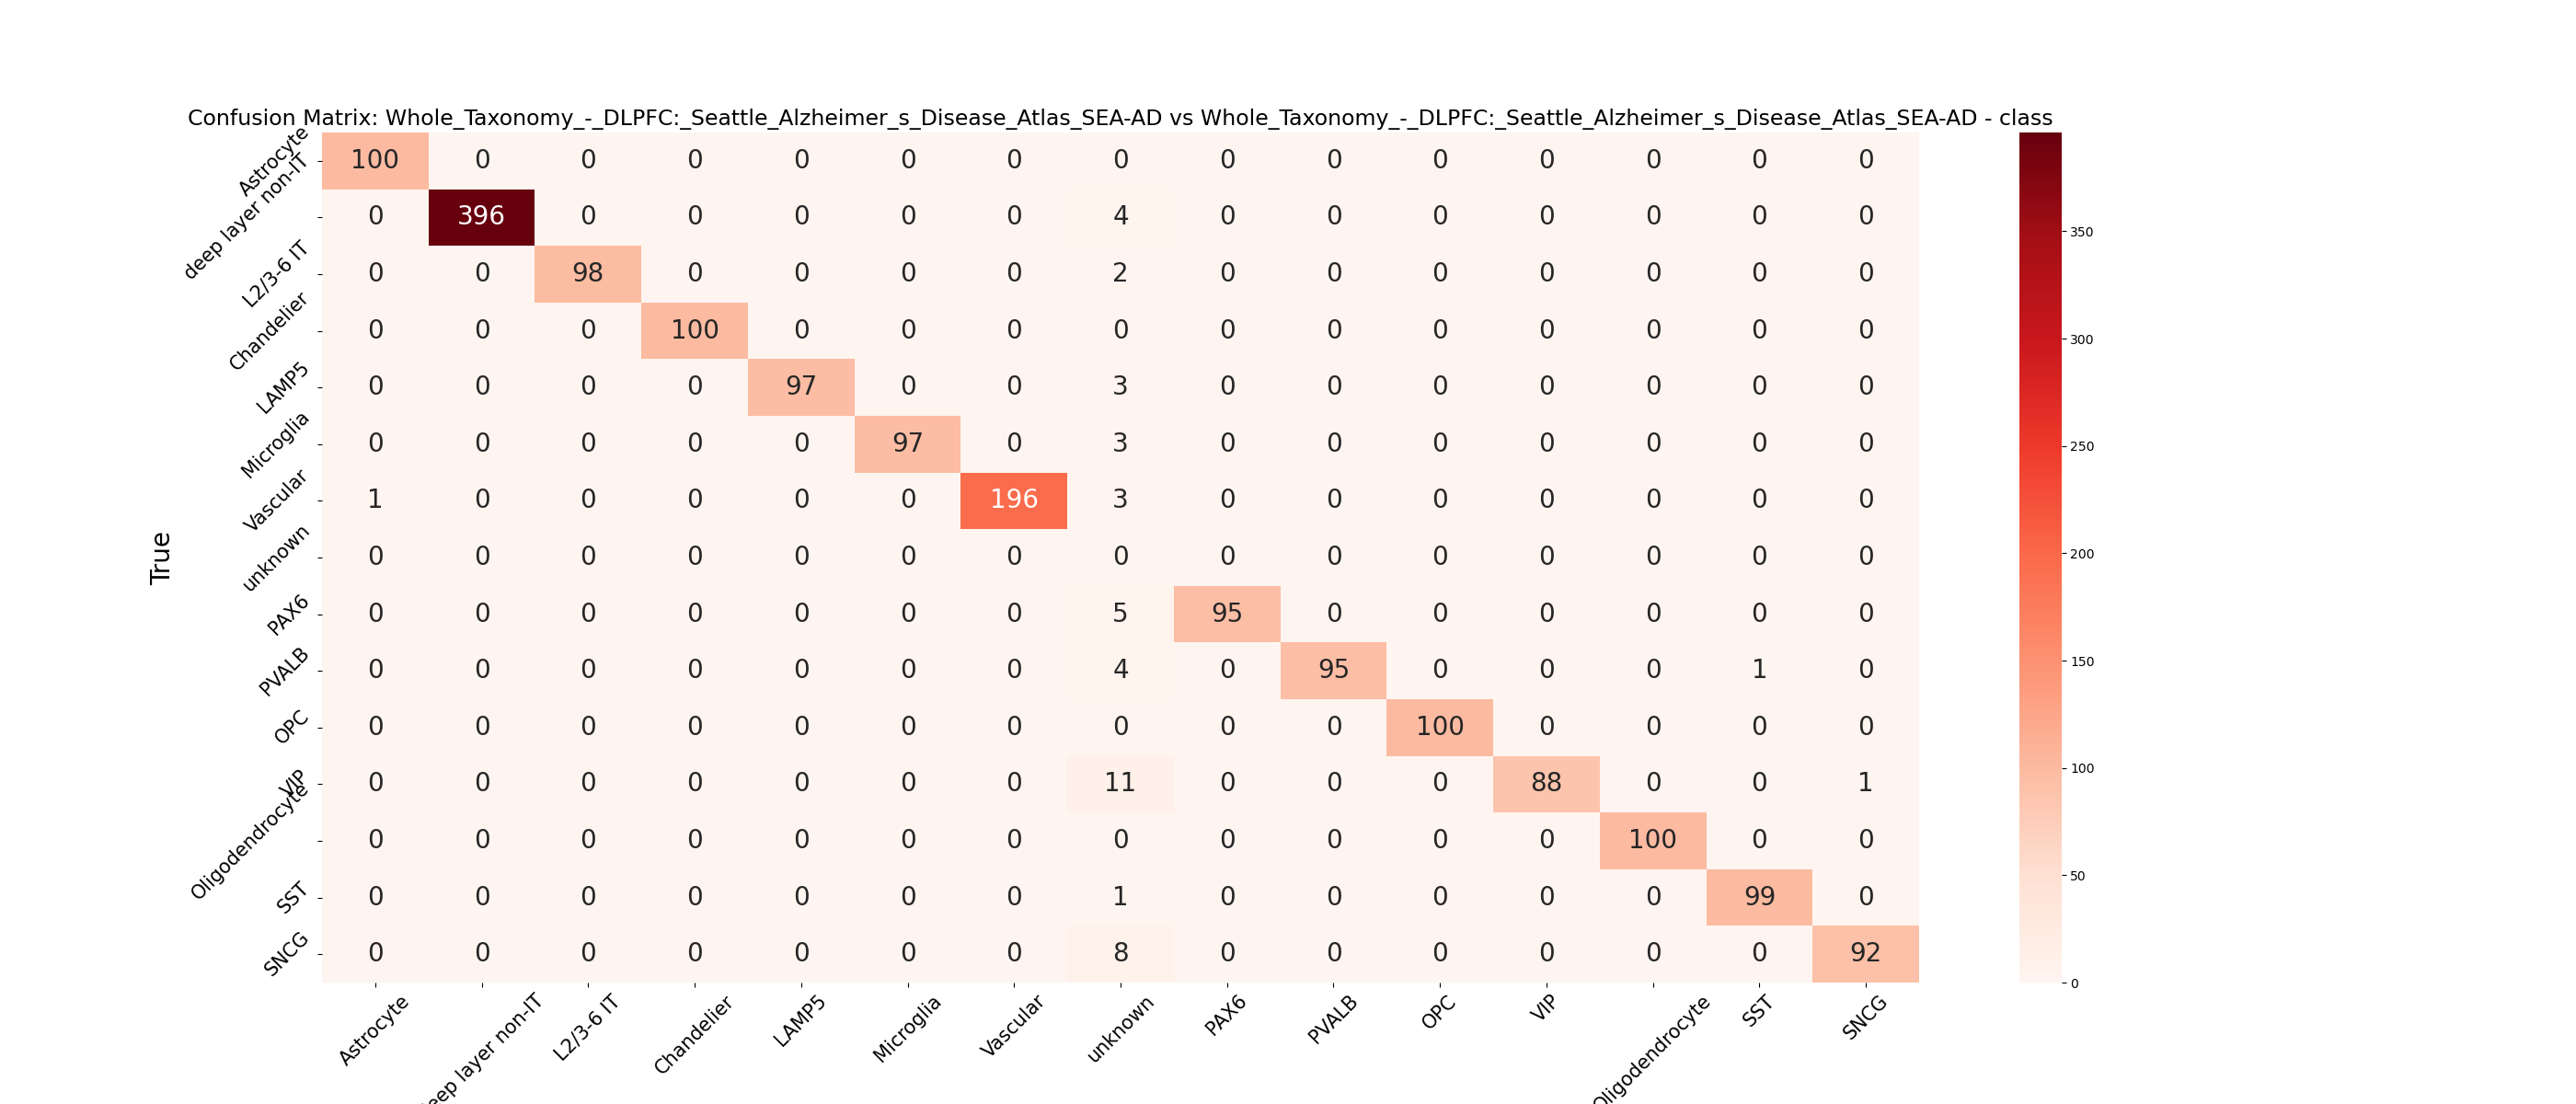 Confusion Matrix: Whole_Taxonomy_-_DLPFC:_Seattle_Alzheimer_s_Disease_Atlas_SEA-AD vs Whole_Taxonomy_-_DLPFC:_Seattle_Alzheimer_s_Disease_Atlas_SEA-AD - class
True
Astrocyte 100 0 0 0 0 0 0 0 0 0 0 0 0 0 0
deep layer non-IT 0 396 0 0 0 0 0 4 0 0 0 0 0 0 0
L2/3-6 IT 0 0 98 0 0 0 0 2 0 0 0 0 0 0 0
Chandelier 0 0 0 100 0 0 0 0 0 0 0 0 0 0 0
LAMP5 0 0 0 0 97 0 0 3 0 0 0 0 0 0 0
Microglia 0 0 0 0 0 97 0 3 0 0 0 0 0 0 0
Vascular 1 0 0 0 0 0 196 3 0 0 0 0 0 0 0
unknown 0 0 0 0 0 0 0 0 0 0 0 0 0 0 0
PAX6 0 0 0 0 0 0 0 5 95 0 0 0 0 0 0
PVALB 0 0 0 0 0 0 0 4 0 95 0 0 0 1 0
OPC 0 0 0 0 0 0 0 0 0 0 100 0 0 0 0
VIP 0 0 0 0 0 0 0 11 0 0 0 88 0 0 1
Oligodendrocyte 0 0 0 0 0 0 0 0 0 0 0 0 100 0 0
SST 0 0 0 0 0 0 0 1 0 0 0 0 0 99 0
SNCG 0 0 0 0 0 0 0 8 0 0 0 0 0 0 92
Astrocyte
deep layer non-IT
L2/3-6 IT
Chandelier
LAMP5
Microglia
Vascular
unknown
PAX6
PVALB
OPC
VIP
Oligodendrocyte
SST
SNCG
350
300
250
200
150
100
50
0